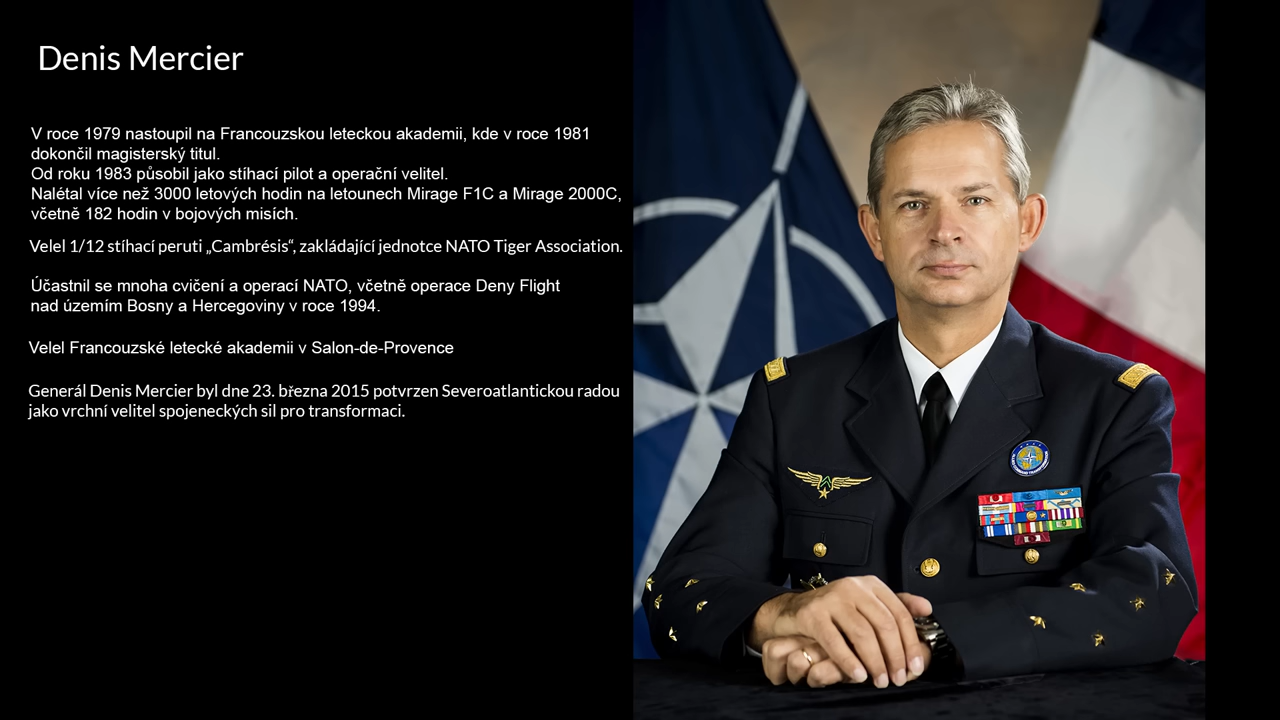 Denis Mercier
V roce 1979 nastoupil na Francouzskou leteckou akademii, kde v roce 1981
dokončil magisterský titul.
Od roku 1983 působil jako stíhací pilot a operační velitel.
Nalétal více než 3000 letových hodin na letounech Mirage F1C a Mirage 2000C,
včetně 182 hodin v bojových misích.
Velel 1/12 stíhací peruti „Cambrésis“, zakládající jednotce NATO Tiger Association.
Účastnil se mnoha cvičení a operací NATO, včetně operace Deny Flight
nad územím Bosny a Hercegoviny v roce 1994.
Velel Francouzské letecké akademii v Salon-de-Provence
Generál Denis Mercier byl dne 23. března 2015 potvrzen Severoatlantickou radou
jako vrchní velitel spojeneckých sil pro transformaci.